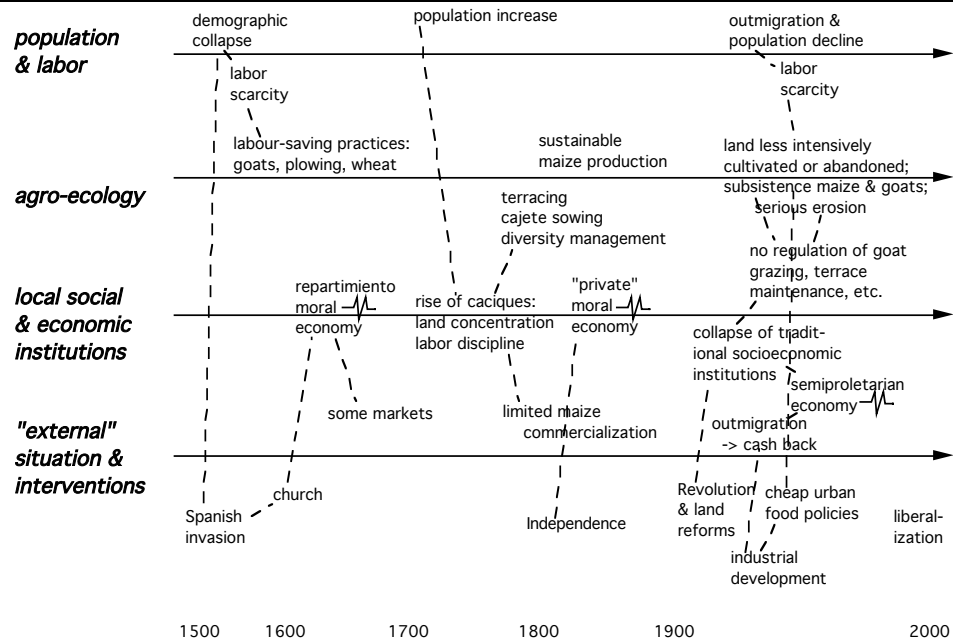 population
& labor
demographic
collapse
population increase
outmigration &
population decline
labor
scarcity
labor
scarcity
labour-saving practices:
goats, plowing, wheat
sustainable
maize production
land less intensively
cultivated or abandoned;
subsistence maize & goats;
serious erosion
agro-ecology
terracing
cajete sowing
diversity management
no regulation of goat
grazing, terrace
maintenance, etc.
local social
& economic
institutions
repartimiento
moral
economy
rise of caciques:
land concentration
labor discipline
"private"
moral
economy
collapse of tradit-
ional socioeconomic
institutions
semiproletarian
economy
some markets
limited maize
commercialization
outmigration
-> cash back
"external"
situation &
interventions
Spanish
invasion
church
Independence
Revolution
& land
reforms
cheap urban
food policies
industrial
development
liberal-
ization
1500 1600 1700 1800 1900 2000